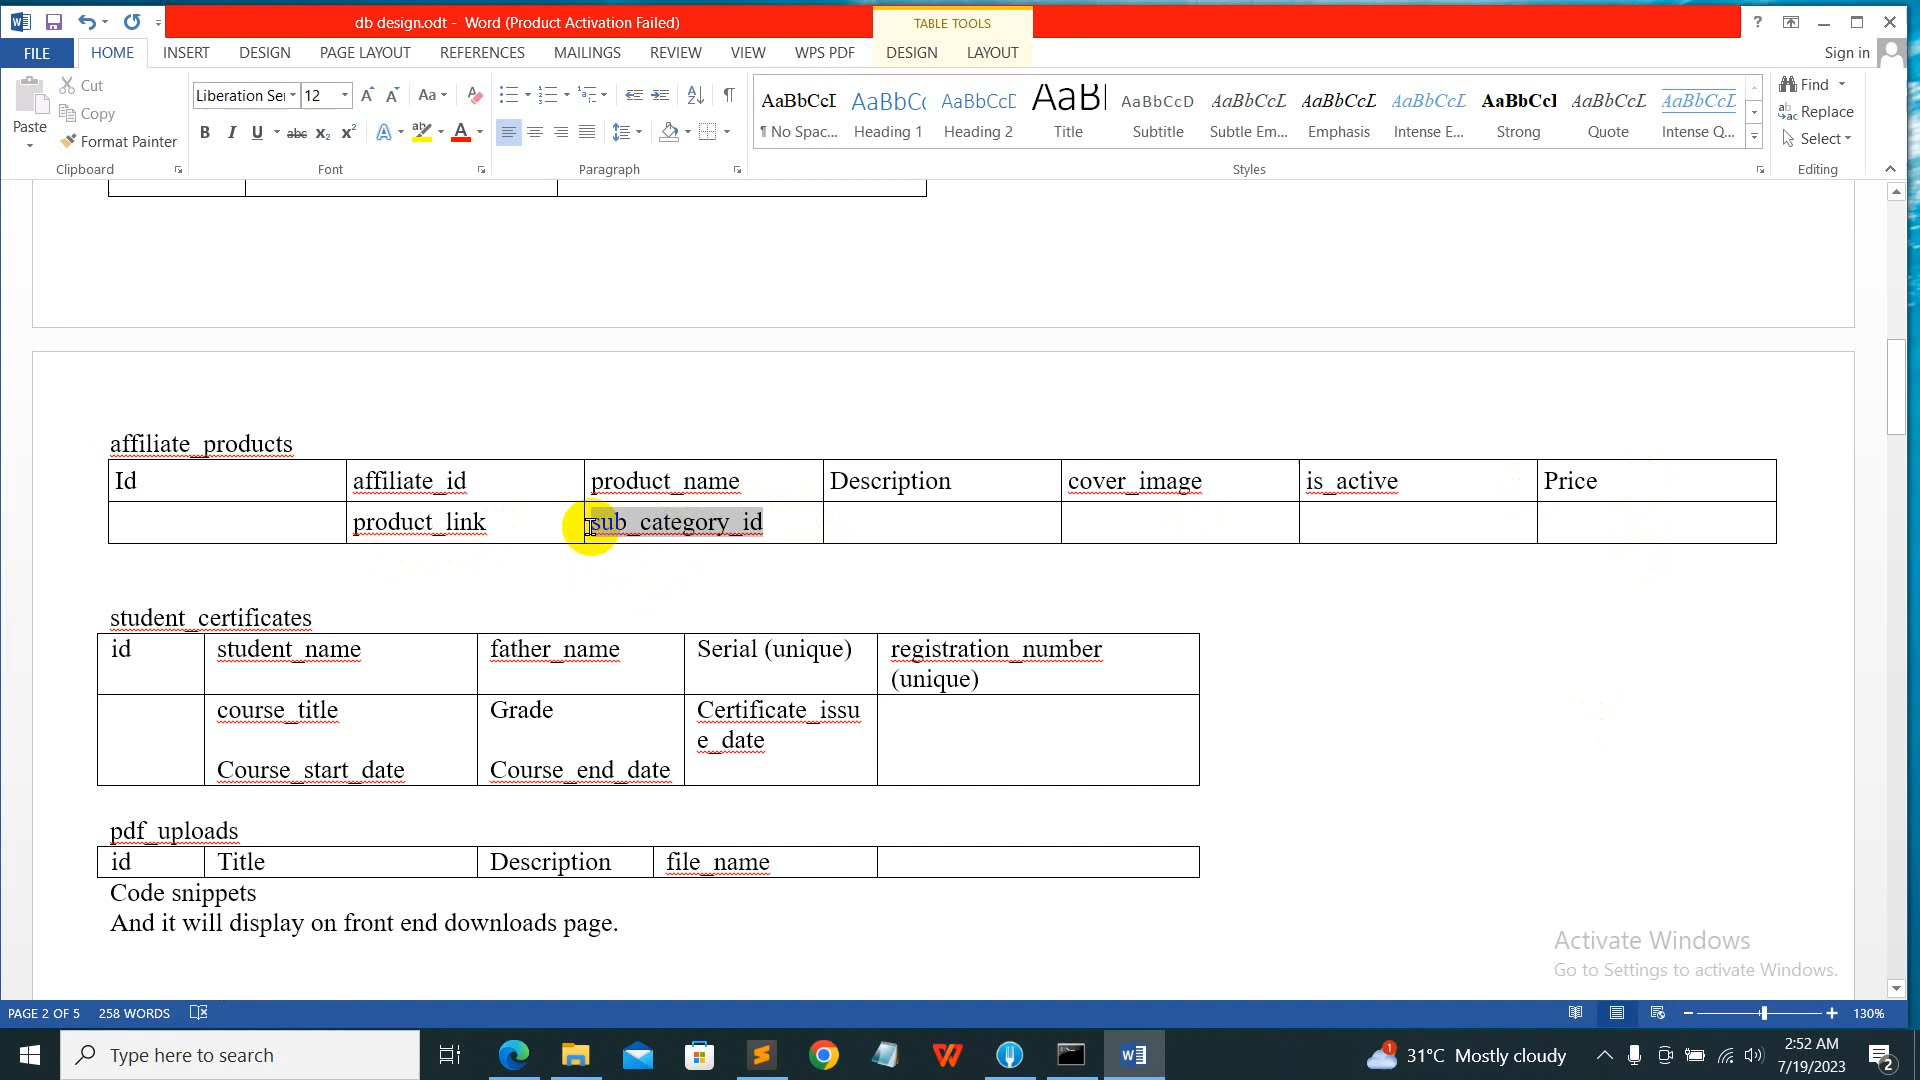 db design.odt - Word (Product Activation Failed)
TABLE TOOLS
FILE HOME INSERT DESIGN PAGE LAYOUT REFERENCES MAILINGS REVIEW VIEW WPS PDF DESIGN LAYOUT
Sign in
Paste
Cut
Copy
Format Painter
Clipboard
Liberation Se 12
Font
Paragraph
AaBbCcI AaBbC AaBbCcD AaB AaBbCcD AaBbCcL AaBbCcL AaBbCcL AaBbCcI AaBbCcL AaBbCcL
¶ No Spac... Heading 1 Heading 2 Title Subtitle Subtle Em... Emphasis Intense E... Strong Quote Intense Q...
Styles
Find
Replace
Select
Editing
affiliate_products
Id affiliate_id product_name Description cover_image is_active Price
product_link sub_category_id
student_certificates
id student_name father_name Serial (unique) registration_number
(unique)
course_title Grade Certificate_issu
e_date
Course_start_date Course_end_date
pdf_uploads
id Title Description file_name
Code snippets
And it will display on front end downloads page.
Activate Windows
Go to Settings to activate Windows.
PAGE 2 OF 5 258 WORDS
130%
Type here to search
31°C Mostly cloudy
2:52 AM
7/19/2023
2